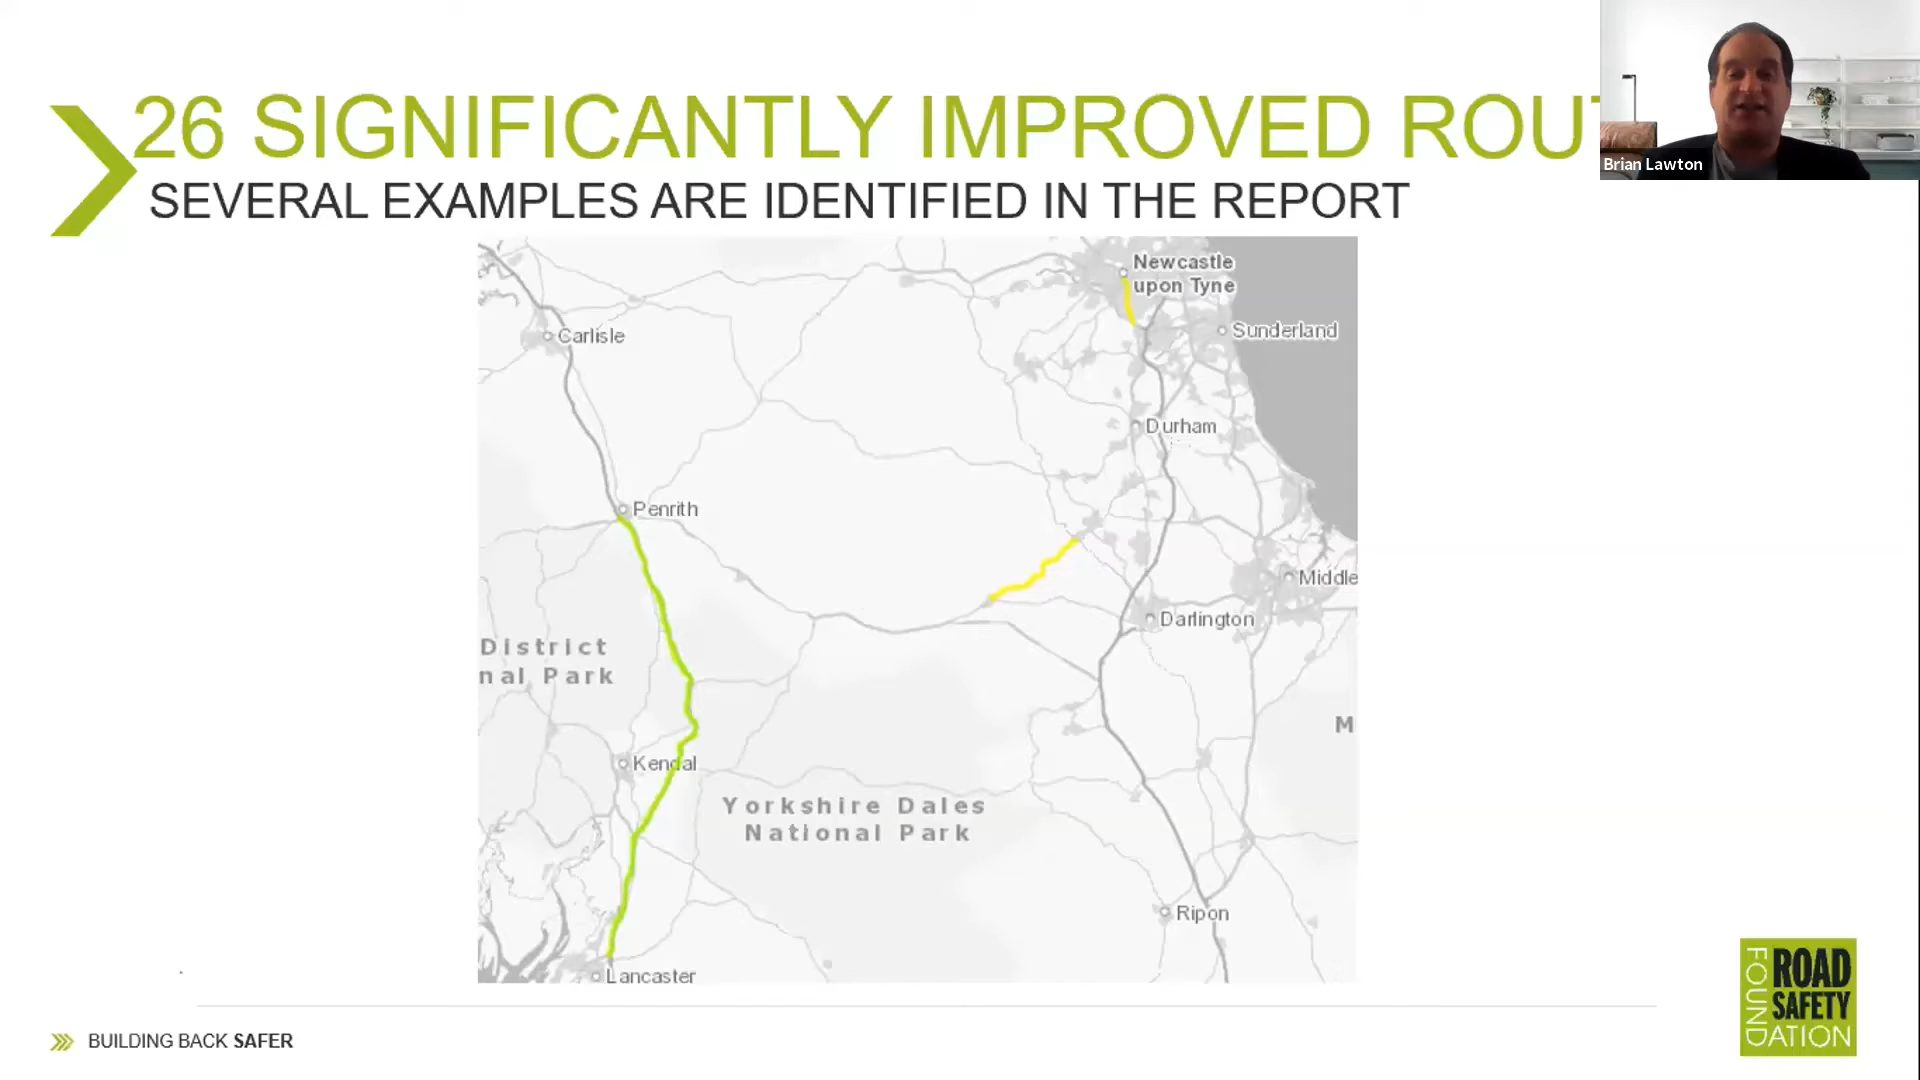 26 SIGNIFICANTLY IMPROVED ROU
SEVERAL EXAMPLES ARE IDENTIFIED IN THE REPORT
Brian Lawton
Newcastle
upon Tyne
Carlisle
Sunderland
Durham
Penrith
Middle
Darlington
District
nal Park
M
Kendal
Yorkshire Dales
National Park
Ripon
Lancaster
BUILDING BACK SAFER
ROAD
SAFETY
FOUNDATION